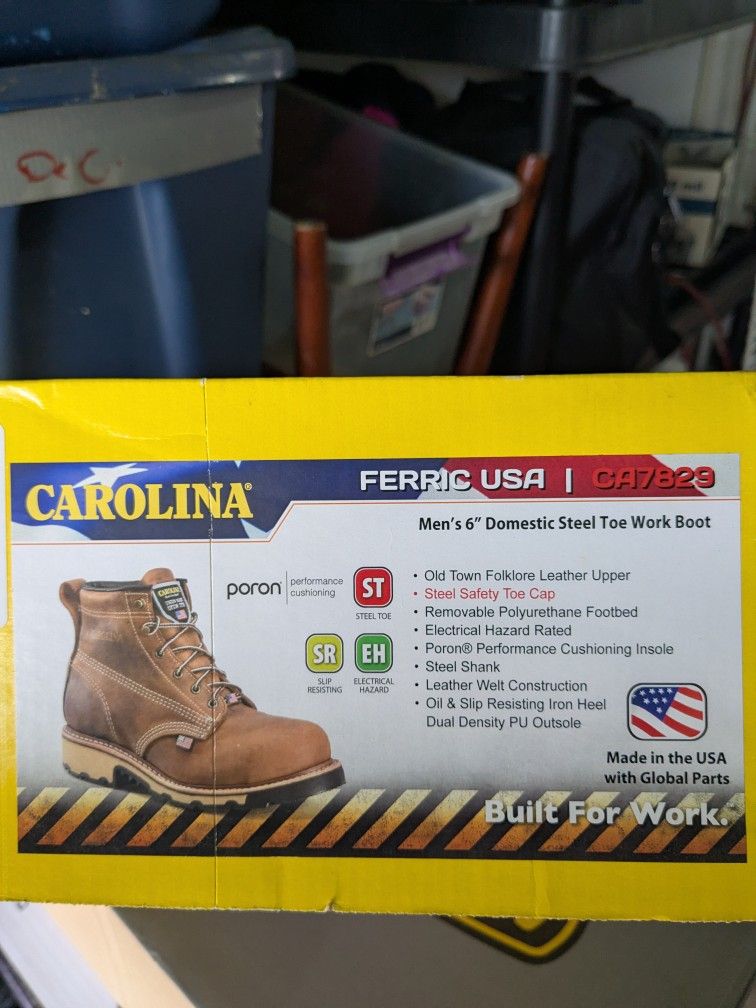 CAROLINA®
FERRIC USA | CA7829
Men's 6" Domestic Steel Toe Work Boot
poron® performance cushioning
ST
STEEL TOE
SR
SLIP RESISTING
EH
ELECTRICAL HAZARD
• Old Town Folklore Leather Upper
• Steel Safety Toe Cap
• Removable Polyurethane Footbed
• Electrical Hazard Rated
• Poron® Performance Cushioning Insole
• Steel Shank
• Leather Welt Construction
• Oil & Slip Resisting Iron Heel
Dual Density PU Outsole
Made in the USA
with Global Parts
Built For Work.
CAROLINA